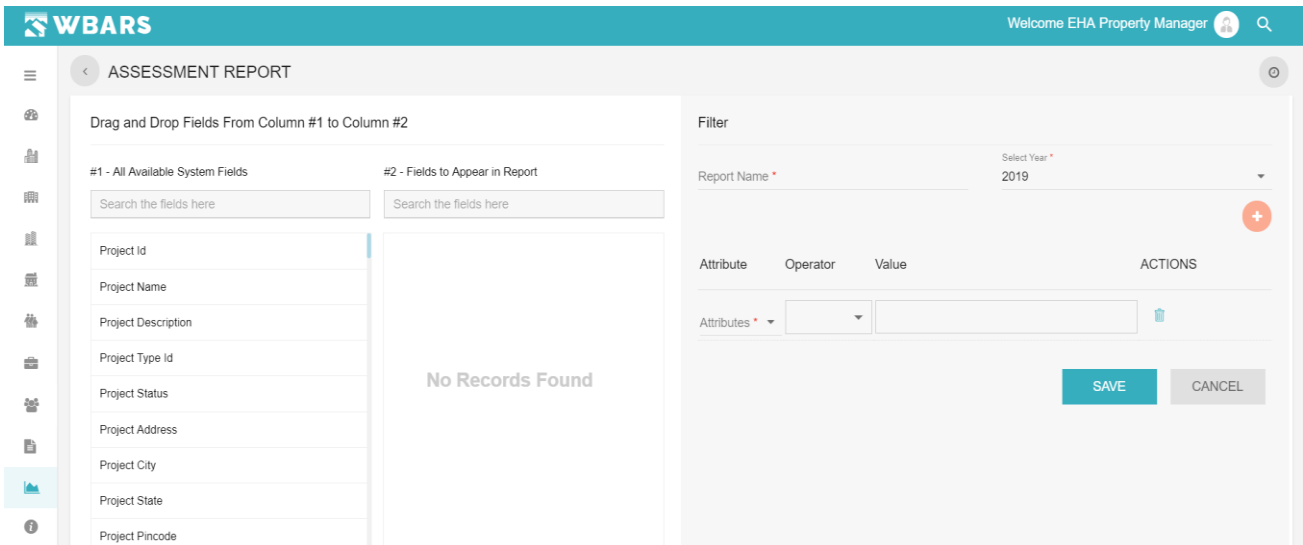 WBARS
Welcome EHA Property Manager
ASSESSMENT REPORT
Drag and Drop Fields From Column #1 to Column #2
#1 - All Available System Fields
#2 - Fields to Appear in Report
Search the fields here
Search the fields here
Project Id
Project Name
Project Description
Project Type Id
Project Status
Project Address
Project City
Project State
Project Pincode
No Records Found
Filter
Report Name *
Select Year *
2019
Attribute Operator Value ACTIONS
Attributes *
SAVE
CANCEL